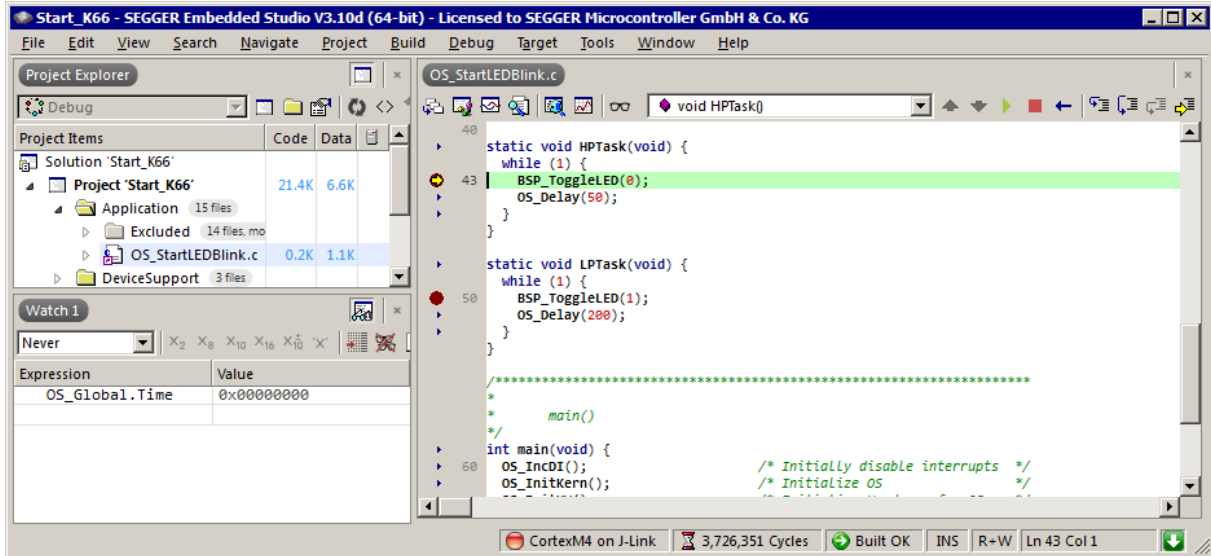 Start_K66 - SEGGER Embedded Studio V3.10d (64-bit) - Licensed to SEGGER Microcontroller GmbH & Co. KG
File Edit View Search Navigate Project Build Debug Target Tools Window Help
Project Explorer
Debug
Project Items Code Data
Solution 'Start_K66'
Project 'Start_K66' 21.4K 6.6K
Application 15 files
Excluded 14 files, mo
OS_StartLEDBlink.c 0.2K 1.1K
DeviceSupport 3 files
Watch 1
Never X2 X8 X10 X16 X±10 'X'
Expression Value
OS_Global.Time 0x00000000
OS_StartLEDBlink.c
void HPTask()
40
static void HPTask(void) {
while (1) {
43 BSP_ToggleLED(0);
OS_Delay(50);
}
}
static void LPTask(void) {
while (1) {
50 BSP_ToggleLED(1);
OS_Delay(200);
}
}
/*********************************************************************
*
* main()
*/
int main(void) {
60 OS_IncDI(); /* Initially disable interrupts */
OS_InitKern(); /* Initialize OS */
CortexM4 on J-Link 3,726,351 Cycles Built OK INS R+W Ln 43 Col 1